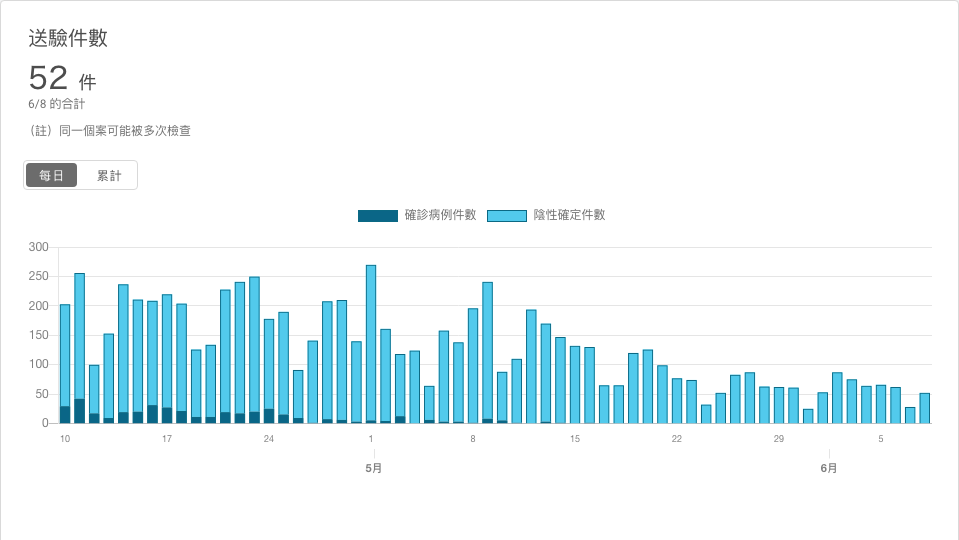 送驗件數
52 件
6/8 的合計
（註）同一個案可能被多次檢查
每日 累計
確診病例件數 陰性確定件數
300
250
200
150
100
50
0
10 17 24 1 8 15 22 29 5
5月 6月